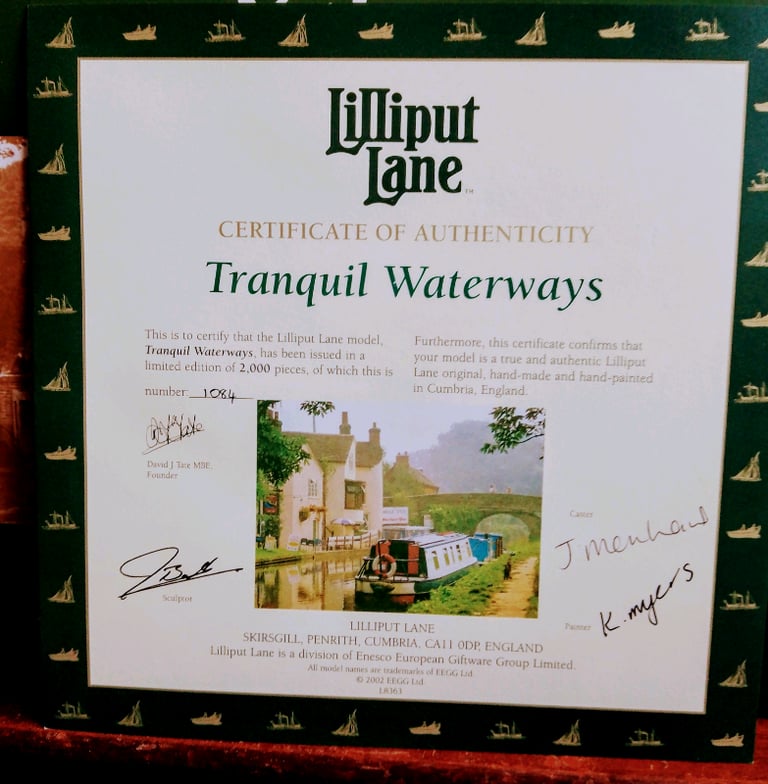 Lilliput
Lane
™
CERTIFICATE OF AUTHENTICITY
Tranquil Waterways
This is to certify that the Lilliput Lane model,
Tranquil Waterways, has been issued in a
limited edition of 2,000 pieces, of which this is
number: 1084
Furthermore, this certificate confirms that
your model is a true and authentic Lilliput
Lane original, hand-made and hand-painted
in Cumbria, England.
David J Tate MBE,
Founder
Sculptor
Caster
J Menhaw
Painter K. myers
LILLIPUT LANE
SKIRSGILL, PENRITH, CUMBRIA, CA11 0DP, ENGLAND
Lilliput Lane is a division of Enesco European Giftware Group Limited.
All model names are trademarks of EEGG Ltd.
© 2002 EEGG Ltd.
L8363